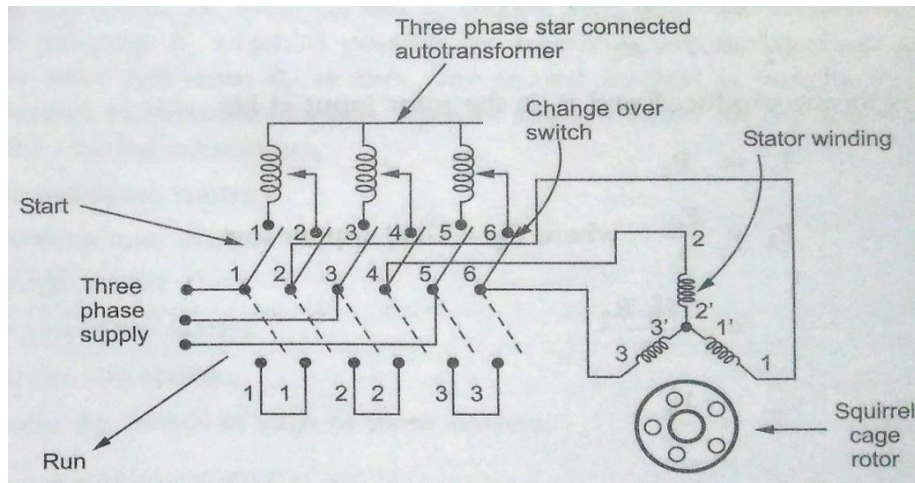 Three phase star connected
autotransformer
Change over
switch
Stator winding
Start
1 2 3 4 5 6
2
1 2 3 4 5 6
Three
phase
supply
2'
3' 1'
3 1
1 1 2 2 3 3
Run
Squirrel
cage
rotor